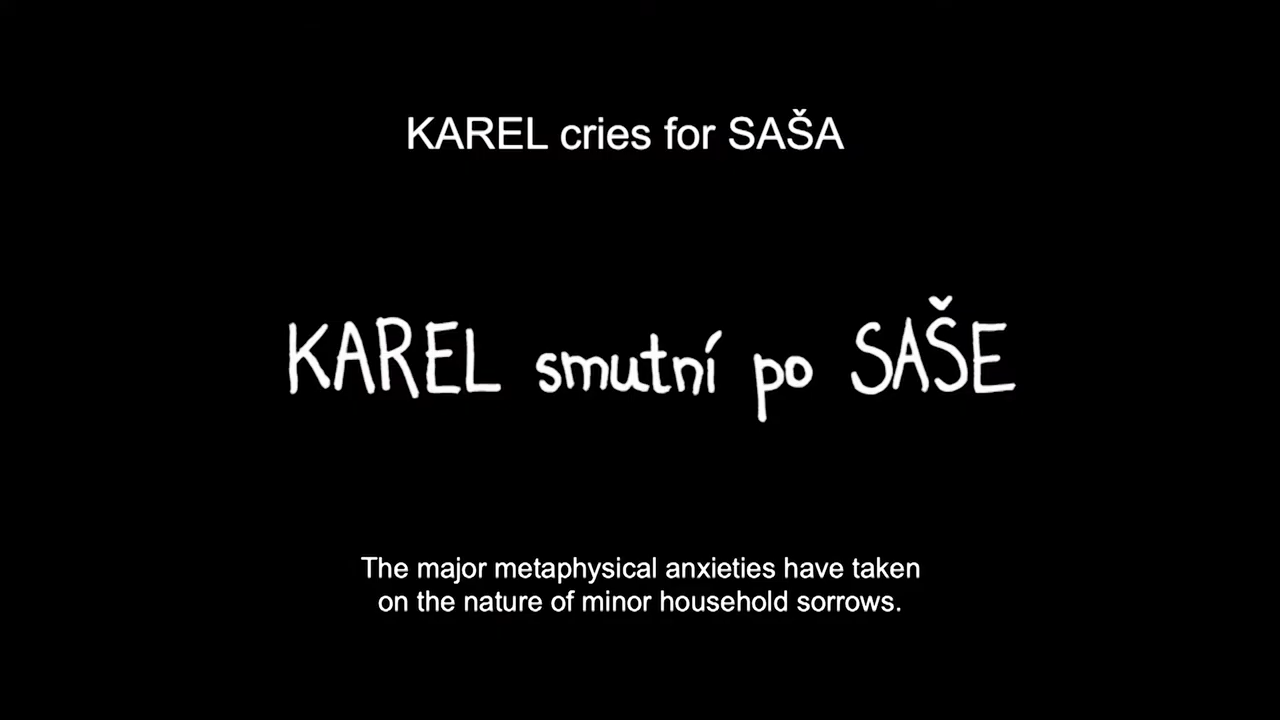 KAREL cries for SAŠA
KAREL smutní po SAŠE
The major metaphysical anxieties have taken
on the nature of minor household sorrows.